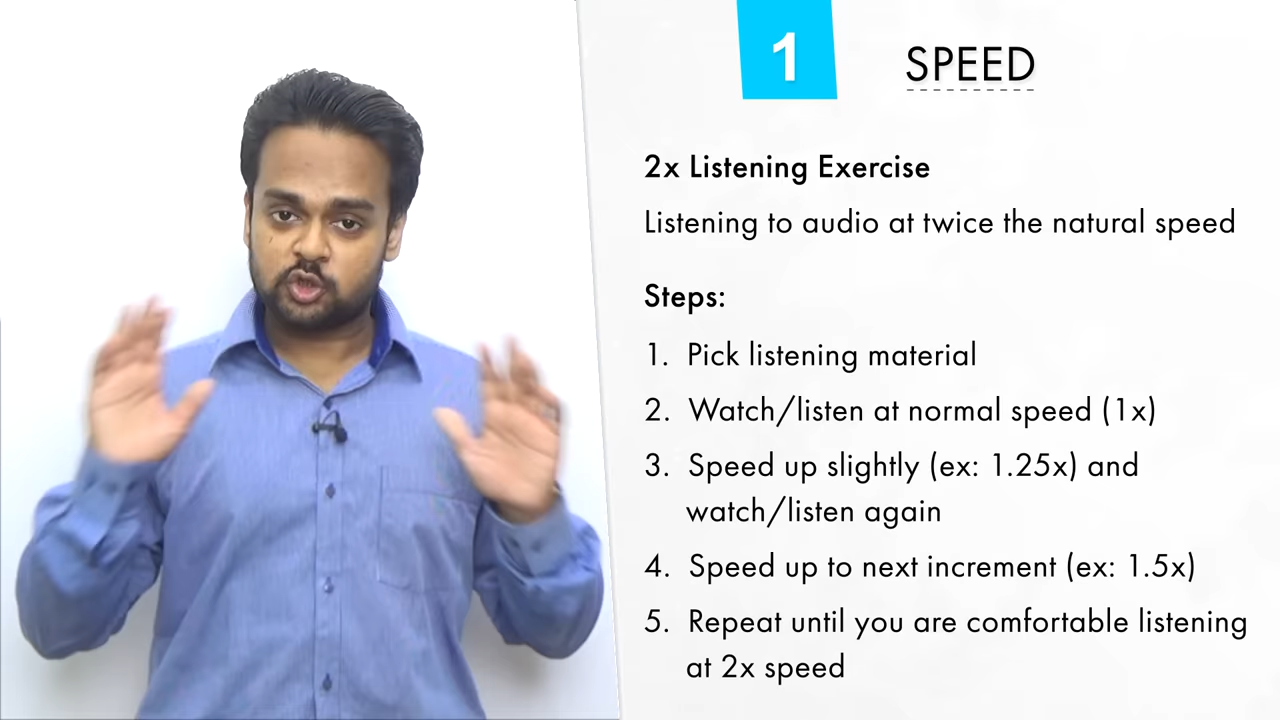 1
SPEED
2x Listening Exercise
Listening to audio at twice the natural speed
Steps:
1. Pick listening material
2. Watch/listen at normal speed (1x)
3. Speed up slightly (ex: 1.25x) and
watch/listen again
4. Speed up to next increment (ex: 1.5x)
5. Repeat until you are comfortable listening
at 2x speed